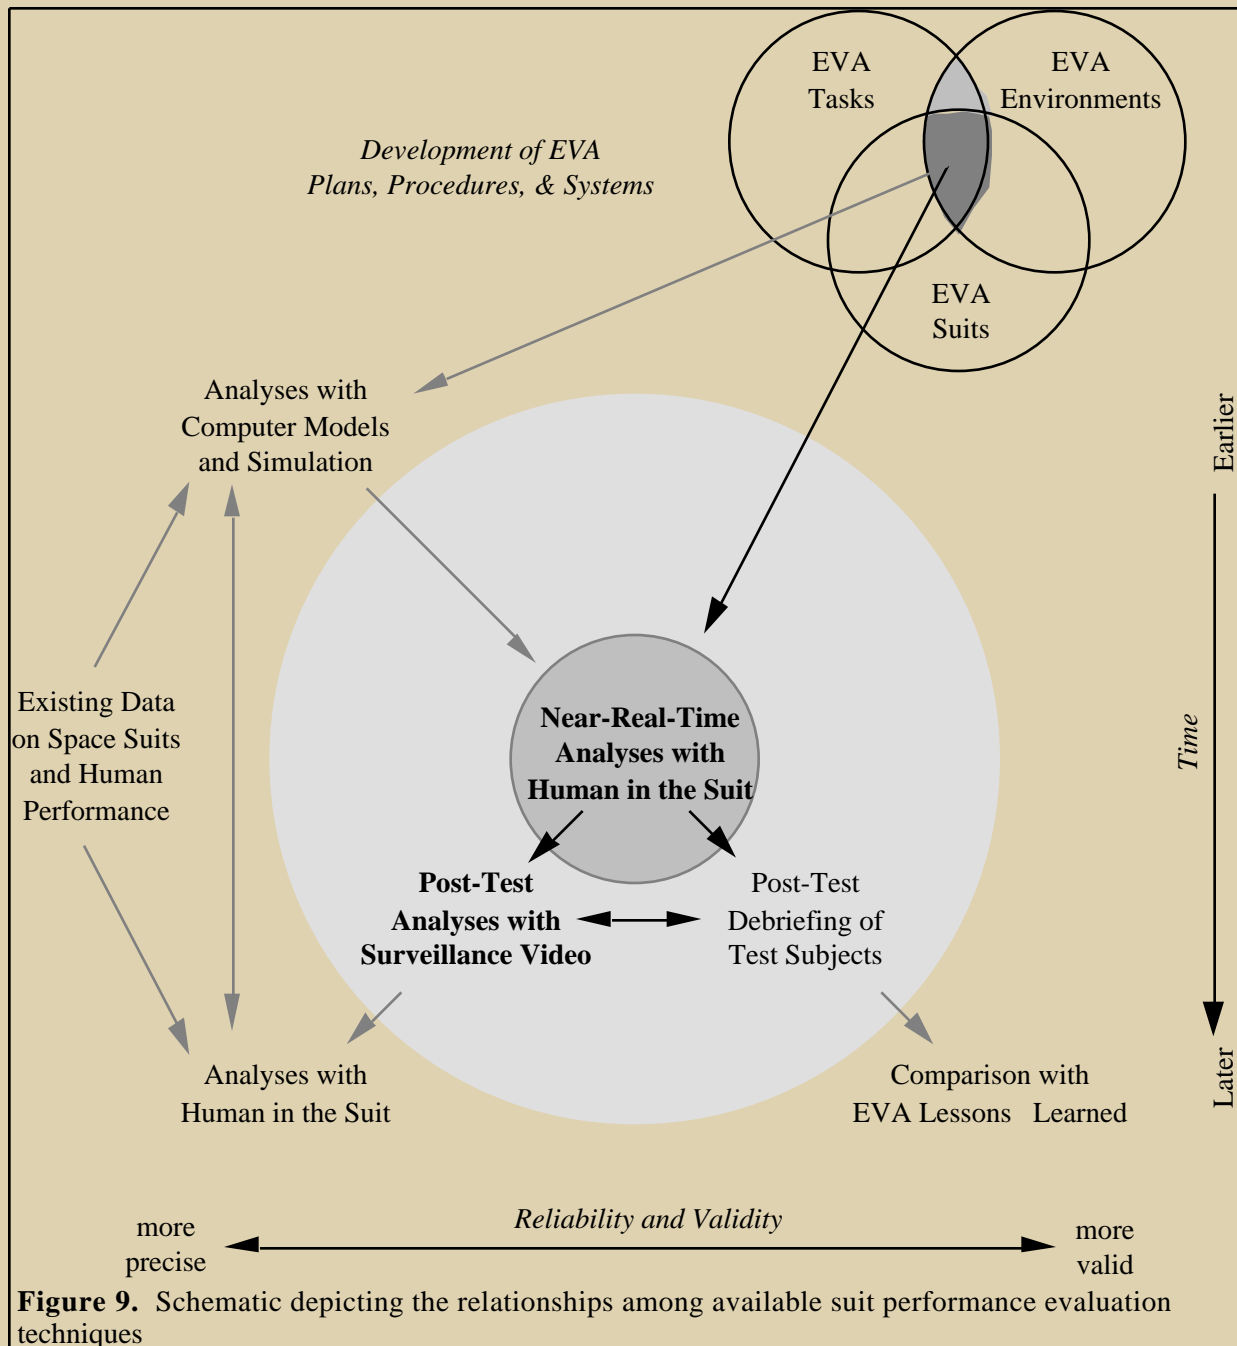 EVA
Tasks
EVA
Environments
Development of EVA
Plans, Procedures, & Systems
EVA
Suits
Analyses with
Computer Models
and Simulation
Earlier
Existing Data
on Space Suits
and Human
Performance
Near-Real-Time
Analyses with
Human in the Suit
Time
Post-Test
Analyses with
Surveillance Video
Post-Test
Debriefing of
Test Subjects
Analyses with
Human in the Suit
Comparison with
EVA Lessons Learned
Later
Reliability and Validity
more
precise
more
valid
Figure 9. Schematic depicting the relationships among available suit performance evaluation
techniques